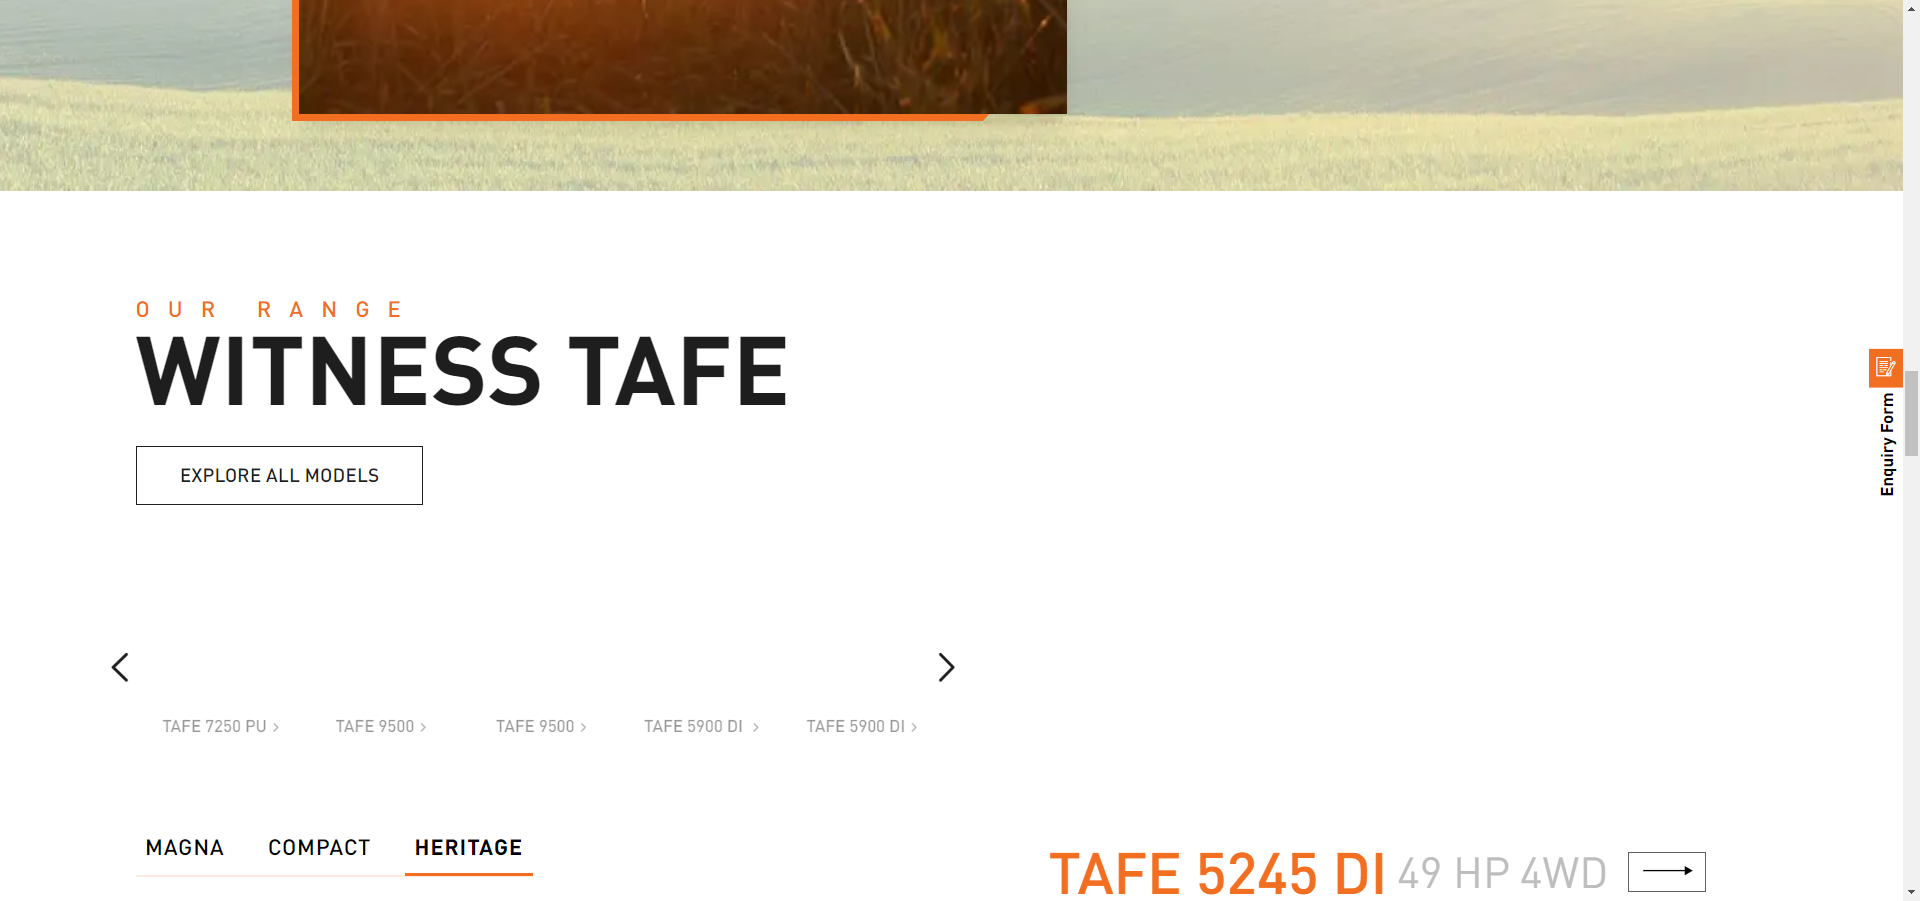 OUR RANGE
WITNESS TAFE
EXPLORE ALL MODELS
Enquiry Form
TAFE 7250 PU
TAFE 9500
TAFE 9500
TAFE 5900 DI
TAFE 5900 DI
MAGNA COMPACT HERITAGE
TAFE 5245 DI 49 HP 4WD